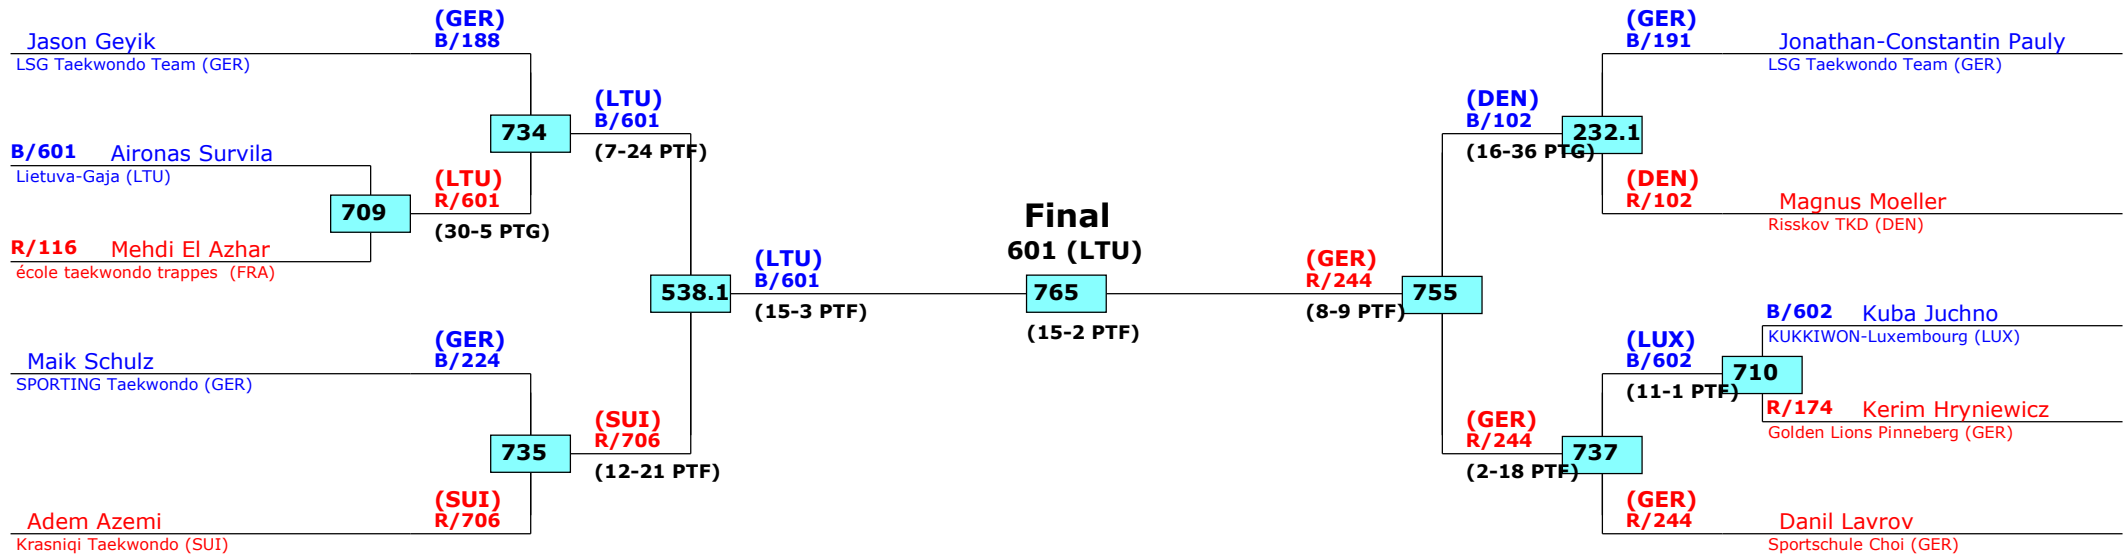 (GER)
B/188
Jason Geyik
LSG Taekwondo Team (GER)
734
(LTU)
B/601
(7-24 PTF)
B/601 Aironas Survila
Lietuva-Gaja (LTU)
709
(LTU)
R/601
(30-5 PTG)
R/116 Mehdi El Azhar
école taekwondo trappes (FRA)
538.1
(LTU)
B/601
(15-3 PTF)
(GER)
B/224
Maik Schulz
SPORTING Taekwondo (GER)
735
(SUI)
R/706
(12-21 PTF)
(SUI)
R/706
Adem Azemi
Krasniqi Taekwondo (SUI)
Final
601 (LTU)
765
(15-2 PTF)
(GER)
R/244
(8-9 PTF)
755
(GER)
B/191
Jonathan-Constantin Pauly
LSG Taekwondo Team (GER)
(DEN)
B/102
(16-36 PTG)
232.1
(DEN)
R/102
Magnus Moeller
Risskov TKD (DEN)
B/602 Kuba Juchno
KUKKIWON-Luxembourg (LUX)
(LUX)
B/602
(11-1 PTF)
710
R/174 Kerim Hryniewicz
Golden Lions Pinneberg (GER)
(GER)
R/244
(2-18 PTF)
737
(GER)
R/244
Danil Lavrov
Sportschule Choi (GER)